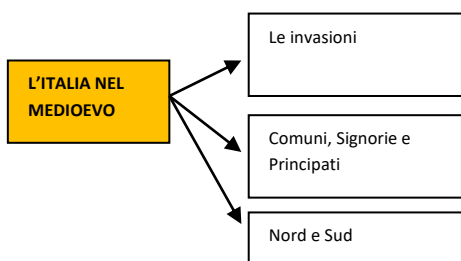 Le invasioni
L'ITALIA NEL
MEDIOEVO
Comuni, Signorie e
Principati
Nord e Sud